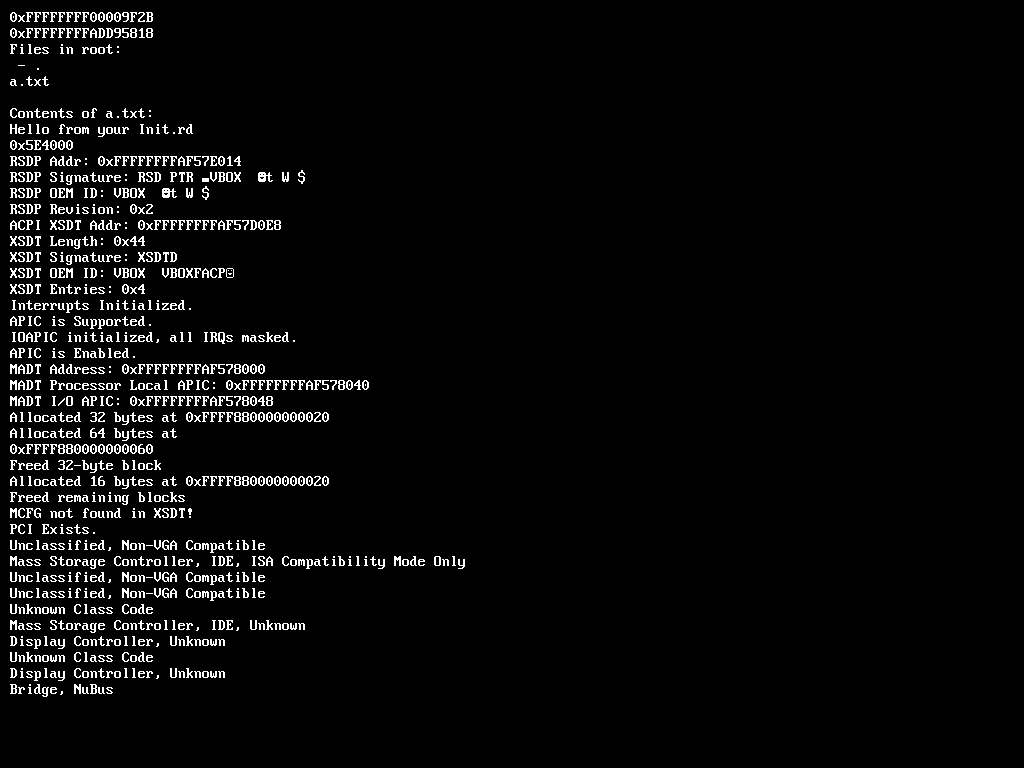 0xFFFFFFFF00009F2B
0xFFFFFFFFADD95818
Files in root:
 - .
a.txt

Contents of a.txt:
Hello from your Init.rd
0x5E4000
RSDP Addr: 0xFFFFFFFFAF57E014
RSDP Signature: RSD PTR ▬VBOX  ☻t W $
RSDP OEM ID: VBOX  ☻t W $
RSDP Revision: 0x2
ACPI XSDT Addr: 0xFFFFFFFFAF57D0E8
XSDT Length: 0x44
XSDT Signature: XSDTD
XSDT OEM ID: VBOX  VBOXFACP☺
XSDT Entries: 0x4
Interrupts Initialized.
APIC is Supported.
IOAPIC initialized, all IRQs masked.
APIC is Enabled.
MADT Address: 0xFFFFFFFFAF578000
MADT Processor Local APIC: 0xFFFFFFFFAF578040
MADT I/O APIC: 0xFFFFFFFFAF578048
Allocated 32 bytes at 0xFFFF880000000020
Allocated 64 bytes at
0xFFFF880000000060
Freed 32-byte block
Allocated 16 bytes at 0xFFFF880000000020
Freed remaining blocks
MCFG not found in XSDT!
PCI Exists.
Unclassified, Non-VGA Compatible
Mass Storage Controller, IDE, ISA Compatibility Mode Only
Unclassified, Non-VGA Compatible
Unclassified, Non-VGA Compatible
Unknown Class Code
Mass Storage Controller, IDE, Unknown
Display Controller, Unknown
Unknown Class Code
Display Controller, Unknown
Bridge, NuBus